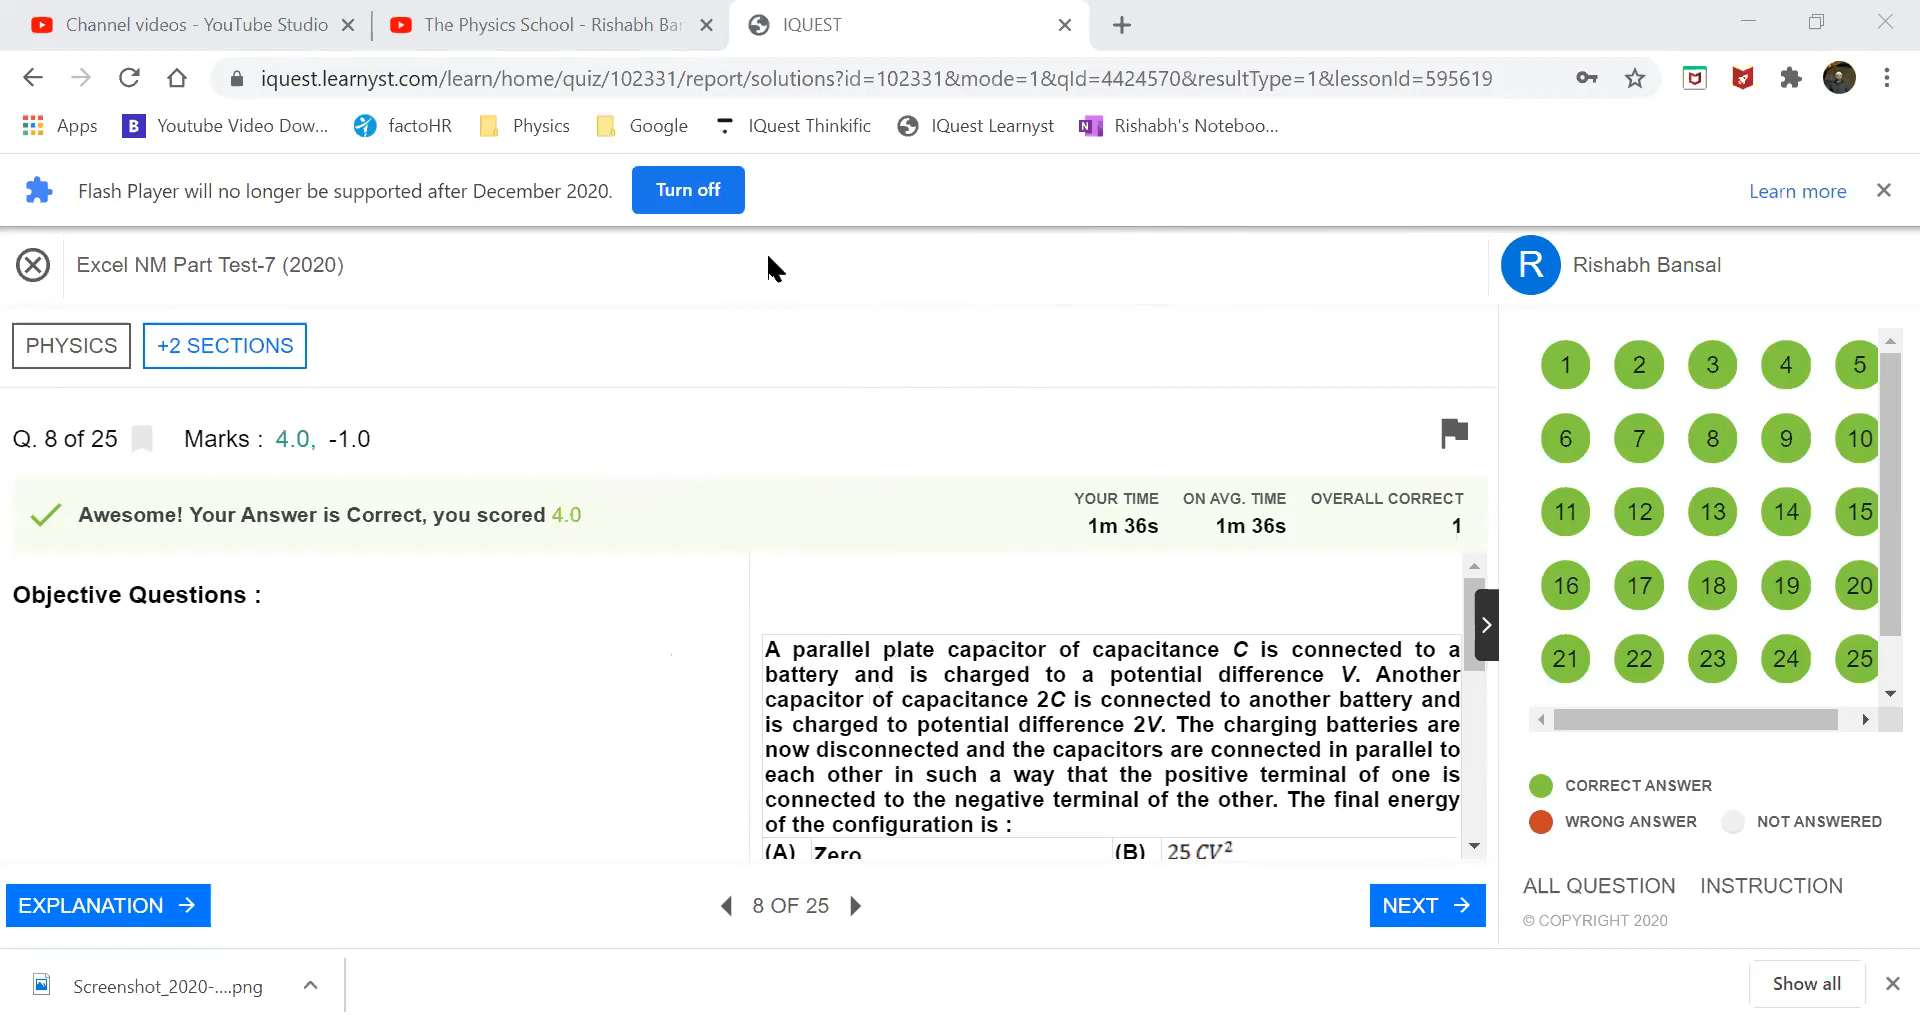 Channel videos - YouTube Studio
The Physics School - Rishabh Bar
IQUEST
iquest.learnyst.com/learn/home/quiz/102331/report/solutions?id=102331&mode=1&qId=4424570&resultType=1&lessonId=595619
Apps
Youtube Video Dow...
factoHR
Physics
Google
IQuest Thinkific
IQuest Learnyst
Rishabh's Noteboo...
Flash Player will no longer be supported after December 2020.
Turn off
Learn more
Excel NM Part Test-7 (2020)
R
Rishabh Bansal
PHYSICS
+2 SECTIONS
Q. 8 of 25
Marks : 4.0, -1.0
Awesome! Your Answer is Correct, you scored 4.0
YOUR TIME ON AVG. TIME OVERALL CORRECT
1m 36s 1m 36s 1
Objective Questions :
A parallel plate capacitor of capacitance C is connected to a
battery and is charged to a potential difference V. Another
capacitor of capacitance 2C is connected to another battery and
is charged to potential difference 2V. The charging batteries are
now disconnected and the capacitors are connected in parallel to
each other in such a way that the positive terminal of one is
connected to the negative terminal of the other. The final energy
of the configuration is :
(A) Zero (B) 25 CV²
1 2 3 4 5
6 7 8 9 10
11 12 13 14 15
16 17 18 19 20
21 22 23 24 25
CORRECT ANSWER
WRONG ANSWER NOT ANSWERED
EXPLANATION
8 OF 25
NEXT
ALL QUESTION INSTRUCTION
© COPYRIGHT 2020
Screenshot_2020-....png
Show all